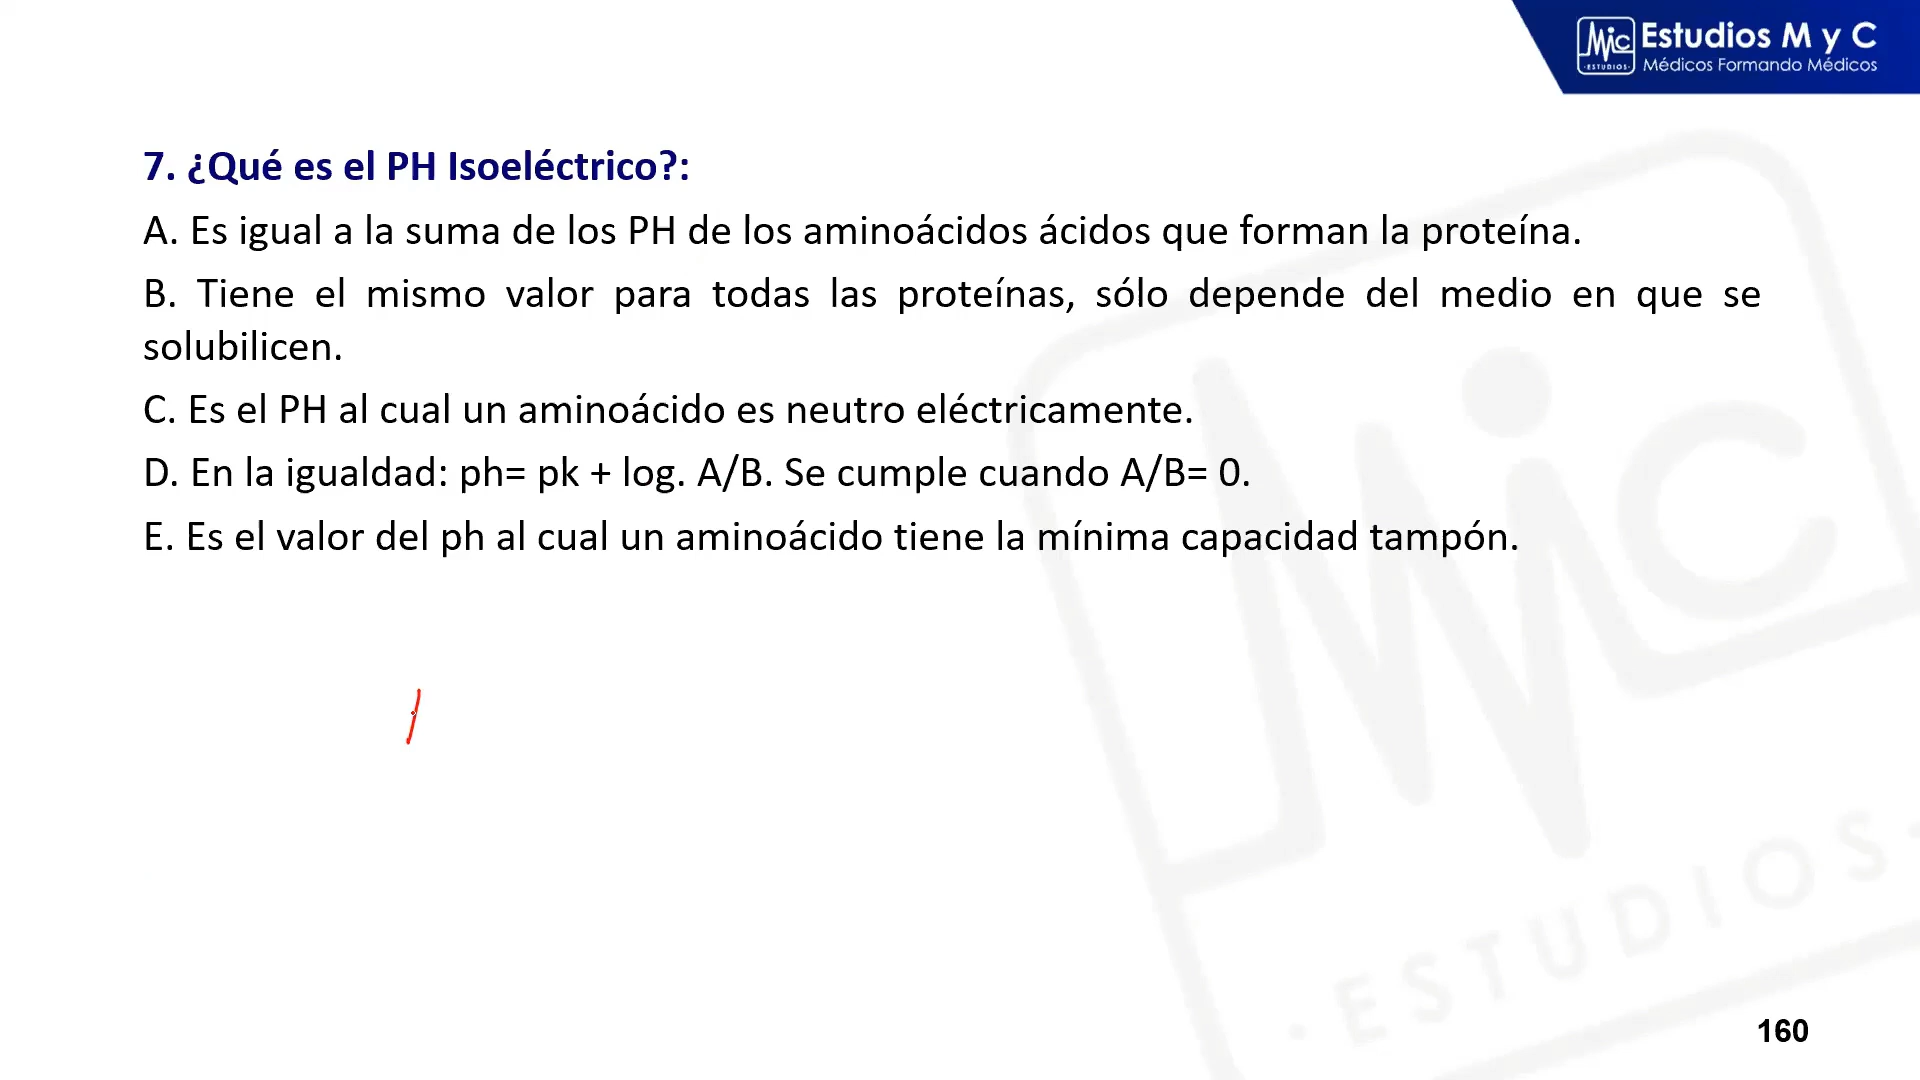 Mic
·ESTUDIOS·
Estudios M y C
Médicos Formando Médicos
7. ¿Qué es el PH Isoeléctrico?:
A. Es igual a la suma de los PH de los aminoácidos ácidos que forman la proteína.
B. Tiene el mismo valor para todas las proteínas, sólo depende del medio en que se
solubilicen.
C. Es el PH al cual un aminoácido es neutro eléctricamente.
D. En la igualdad: ph= pk + log. A/B. Se cumple cuando A/B= 0.
E. Es el valor del ph al cual un aminoácido tiene la mínima capacidad tampón.
Mic
·ESTUDIOS·
160